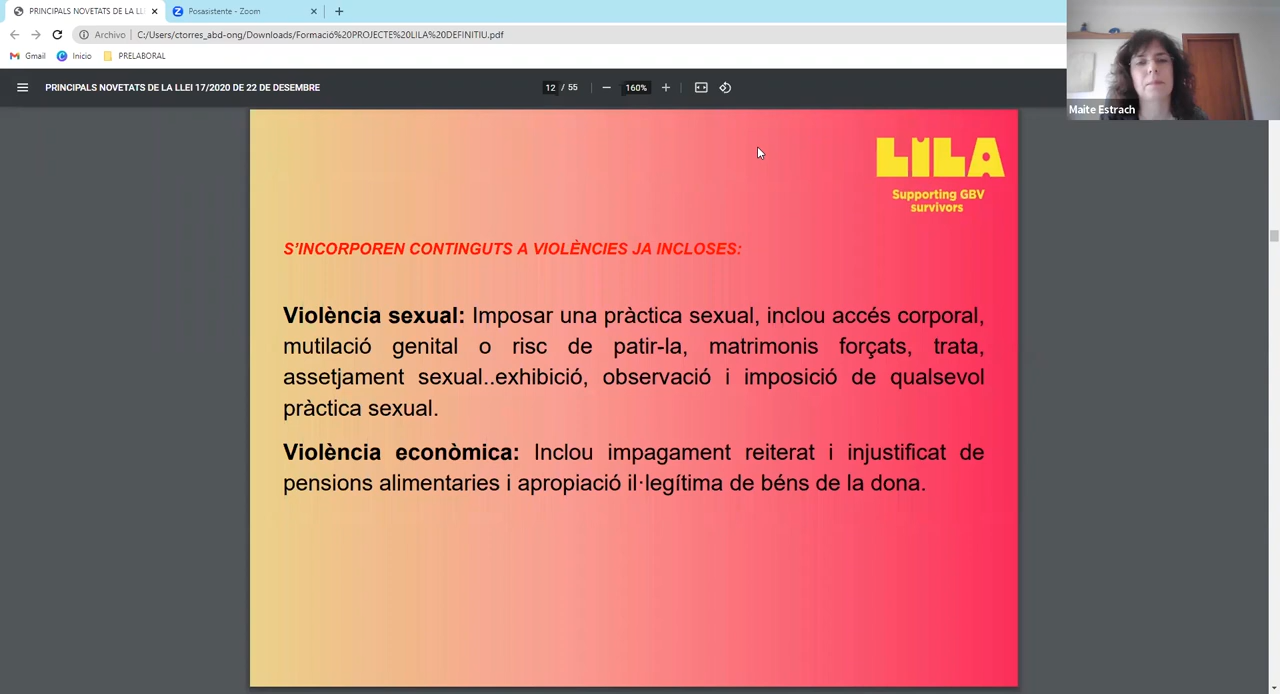 PRINCIPALS NOVETATS DE LA LLE
Posasistente - Zoom
Archivo
C:/Users/ctorres_abd-ong/Downloads/Formació%20PROJECTE%20LILA%20DEFINITIU.pdf
Gmail
Inicio
PRELABORAL
PRINCIPALS NOVETATS DE LA LLEI 17/2020 DE 22 DE DESEMBRE
12 / 55
160%
Maite Estrach
LILA
Supporting GBV
survivors
S'INCORPOREN CONTINGUTS A VIOLÈNCIES JA INCLOSES:
Violència sexual: Imposar una pràctica sexual, inclou accés corporal,
mutilació genital o risc de patir-la, matrimonis forçats, trata,
assetjament sexual..exhibició, observació i imposició de qualsevol
pràctica sexual.
Violència econòmica: Inclou impagament reiterat i injustificat de
pensions alimentaries i apropiació il·legítima de béns de la dona.